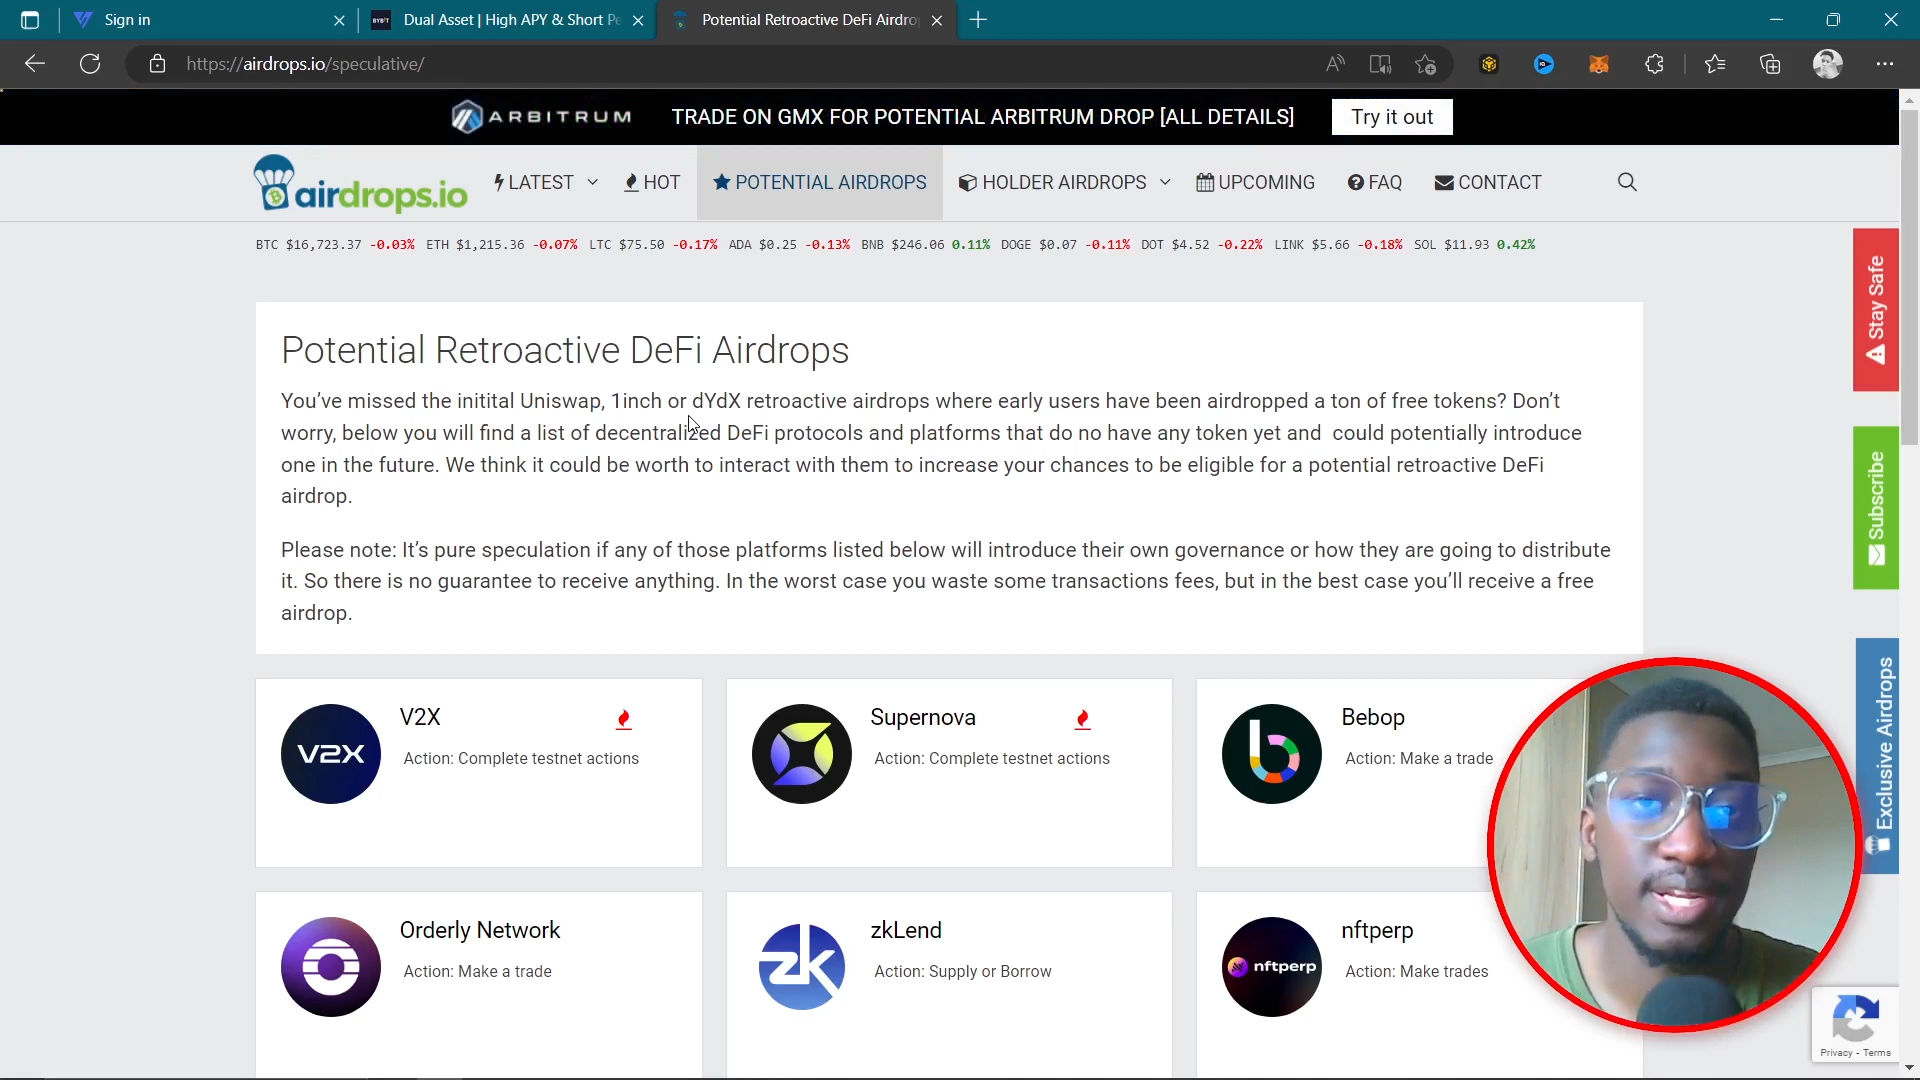 Sign in
BYBIT Dual Asset | High APY & Short Pe
Potential Retroactive DeFi Airdro
https://airdrops.io/speculative/
ARBITRUM TRADE ON GMX FOR POTENTIAL ARBITRUM DROP [ALL DETAILS] Try it out
airdrops.io LATEST HOT POTENTIAL AIRDROPS HOLDER AIRDROPS UPCOMING FAQ CONTACT
BTC $16,723.37 -0.03% ETH $1,215.36 -0.07% LTC $75.50 -0.17% ADA $0.25 -0.13% BNB $246.06 0.11% DOGE $0.07 -0.11% DOT $4.52 -0.22% LINK $5.66 -0.18% SOL $11.93 0.42%
Stay Safe
Subscribe
Exclusive Airdrops
Potential Retroactive DeFi Airdrops
You've missed the initital Uniswap, 1inch or dYdX retroactive airdrops where early users have been airdropped a ton of free tokens? Don't
worry, below you will find a list of decentralized DeFi protocols and platforms that do no have any token yet and could potentially introduce
one in the future. We think it could be worth to interact with them to increase your chances to be eligible for a potential retroactive DeFi
airdrop.
Please note: It's pure speculation if any of those platforms listed below will introduce their own governance or how they are going to distribute
it. So there is no guarantee to receive anything. In the worst case you waste some transactions fees, but in the best case you'll receive a free
airdrop.
V2X
V2X
Action: Complete testnet actions
Supernova
Action: Complete testnet actions
Bebop
Action: Make a trade
Orderly Network
Action: Make a trade
zk
zkLend
Action: Supply or Borrow
nftperp
nftperp
Action: Make trades
Privacy - Terms